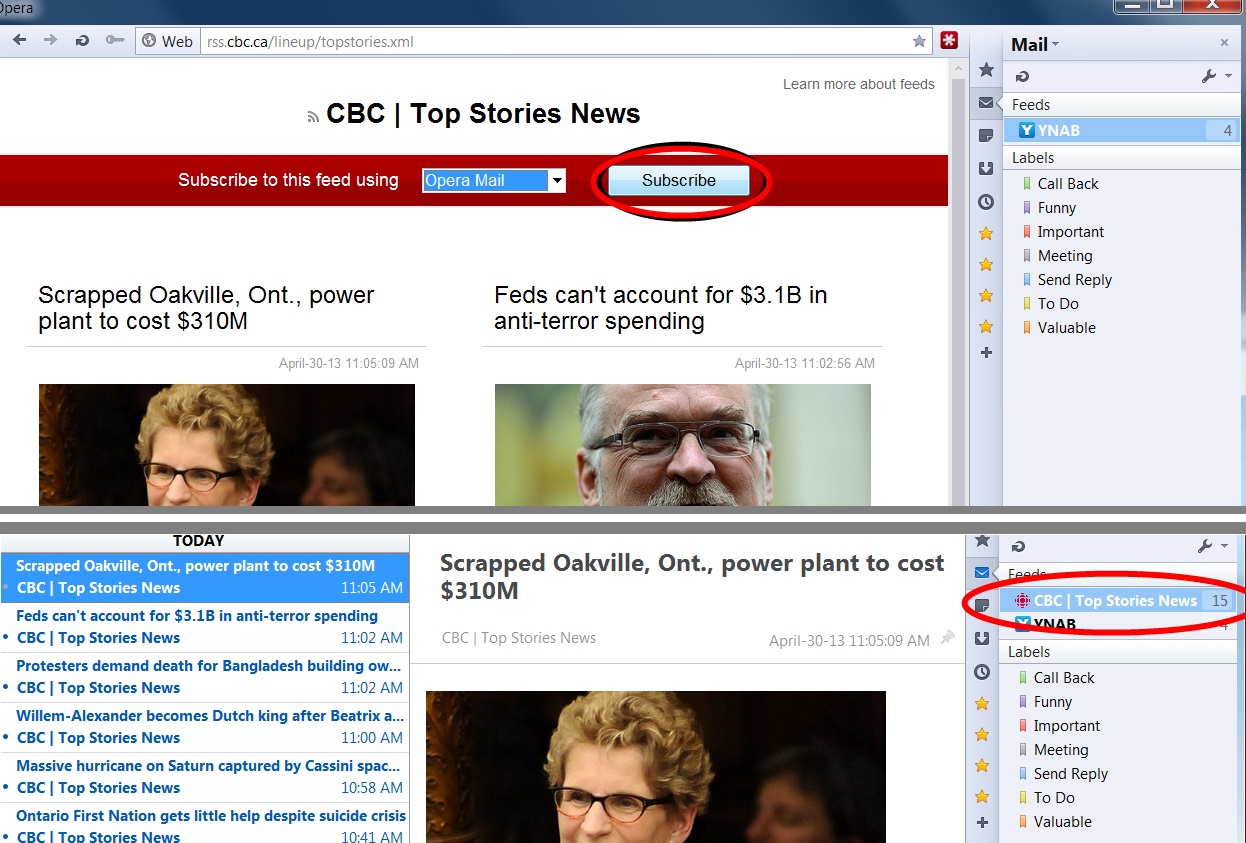 Opera
Web
rss.cbc.ca/lineup/topstories.xml
Learn more about feeds
CBC | Top Stories News
Subscribe to this feed using
Opera Mail
Subscribe
Scrapped Oakville, Ont., power
plant to cost $310M
April-30-13 11:05:09 AM
Feds can't account for $3.1B in
anti-terror spending
April-30-13 11:02:56 AM
Mail
Feeds
YNAB 4
Labels
Call Back
Funny
Important
Meeting
Send Reply
To Do
Valuable
TODAY
Scrapped Oakville, Ont., power plant to cost $310M
CBC | Top Stories News 11:05 AM
Feds can't account for $3.1B in anti-terror spending
CBC | Top Stories News 11:02 AM
Protesters demand death for Bangladesh building ow...
CBC | Top Stories News 11:02 AM
Willem-Alexander becomes Dutch king after Beatrix a...
CBC | Top Stories News 11:00 AM
Massive hurricane on Saturn captured by Cassini spac...
CBC | Top Stories News 10:58 AM
Ontario First Nation gets little help despite suicide crisis
CBC | Top Stories News 10:41 AM
Scrapped Oakville, Ont., power plant to cost
$310M
CBC | Top Stories News
April-30-13 11:05:09 AM
Feeds
CBC | Top Stories News 15
YNAB 4
Labels
Call Back
Funny
Important
Meeting
Send Reply
To Do
Valuable